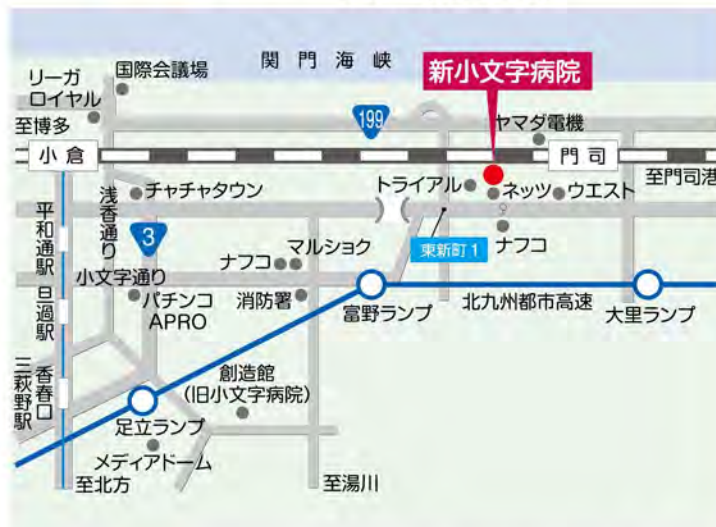 関門海峡
新小文字病院
国際会議場
リーガ
ロイヤル
至博多
199
ヤマダ電機
小倉
門司
至門司港
チャチャタウン
トライアル
ネッツ
ウエスト
浅香通り
平和通駅
3
東新町1
ナフコ
ナフコ
マルショク
小文字通り
旦過駅
パチンコ
APRO
消防署
富野ランプ
北九州都市高速
大里ランプ
香春口
三萩野駅
創造館
(旧小文字病院)
足立ランプ
メディアドーム
至北方
至湯川